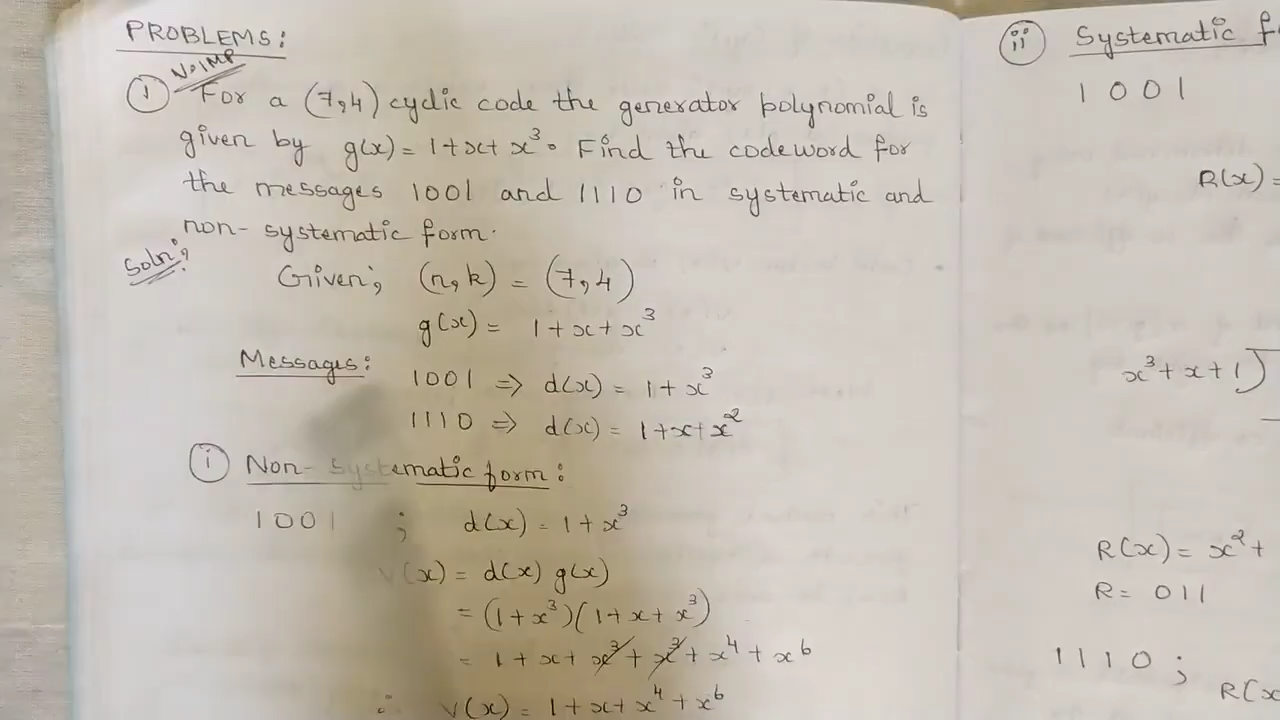 PROBLEMS:
V.IMP
① For a (7,4) cyclic code the generator polynomial is
given by g(x) = 1+x+x³. Find the codeword for
the messages 1001 and 1110 in systematic and
non-systematic form.
Soln:
Given; (n,k) = (7,4)
g(x) = 1+x+x³
Messages:
1001 => d(x) = 1+x³
1110 => d(x) = 1+x+x²
ⓘ Non-systematic form:
1001 ; d(x) = 1+x³
V(x) = d(x) g(x)
= (1+x³)(1+x+x³)
= 1+x+x³+x³+x⁴+x⁶
∴ V(x) = 1+x+x⁴+x⁶
ii Systematic f
1001
R(x) =
x³+x+1
R(x) = x²+
R = 011
1110 ;
R(x